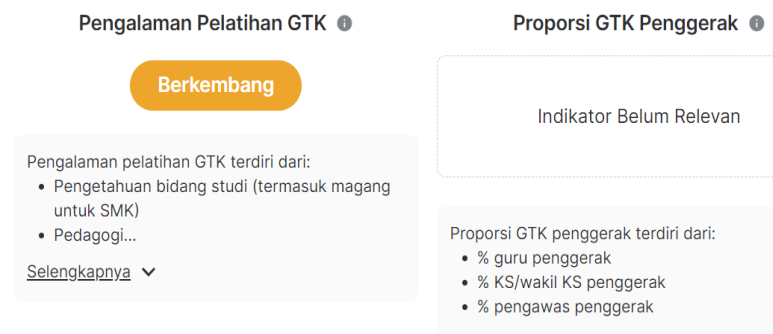 Pengalaman Pelatihan GTK
Berkembang
Pengalaman pelatihan GTK terdiri dari:
• Pengetahuan bidang studi (termasuk magang
untuk SMK)
• Pedagogi...
Selengkapnya
Proporsi GTK Penggerak
Indikator Belum Relevan
Proporsi GTK penggerak terdiri dari:
• % guru penggerak
• % KS/wakil KS penggerak
• % pengawas penggerak